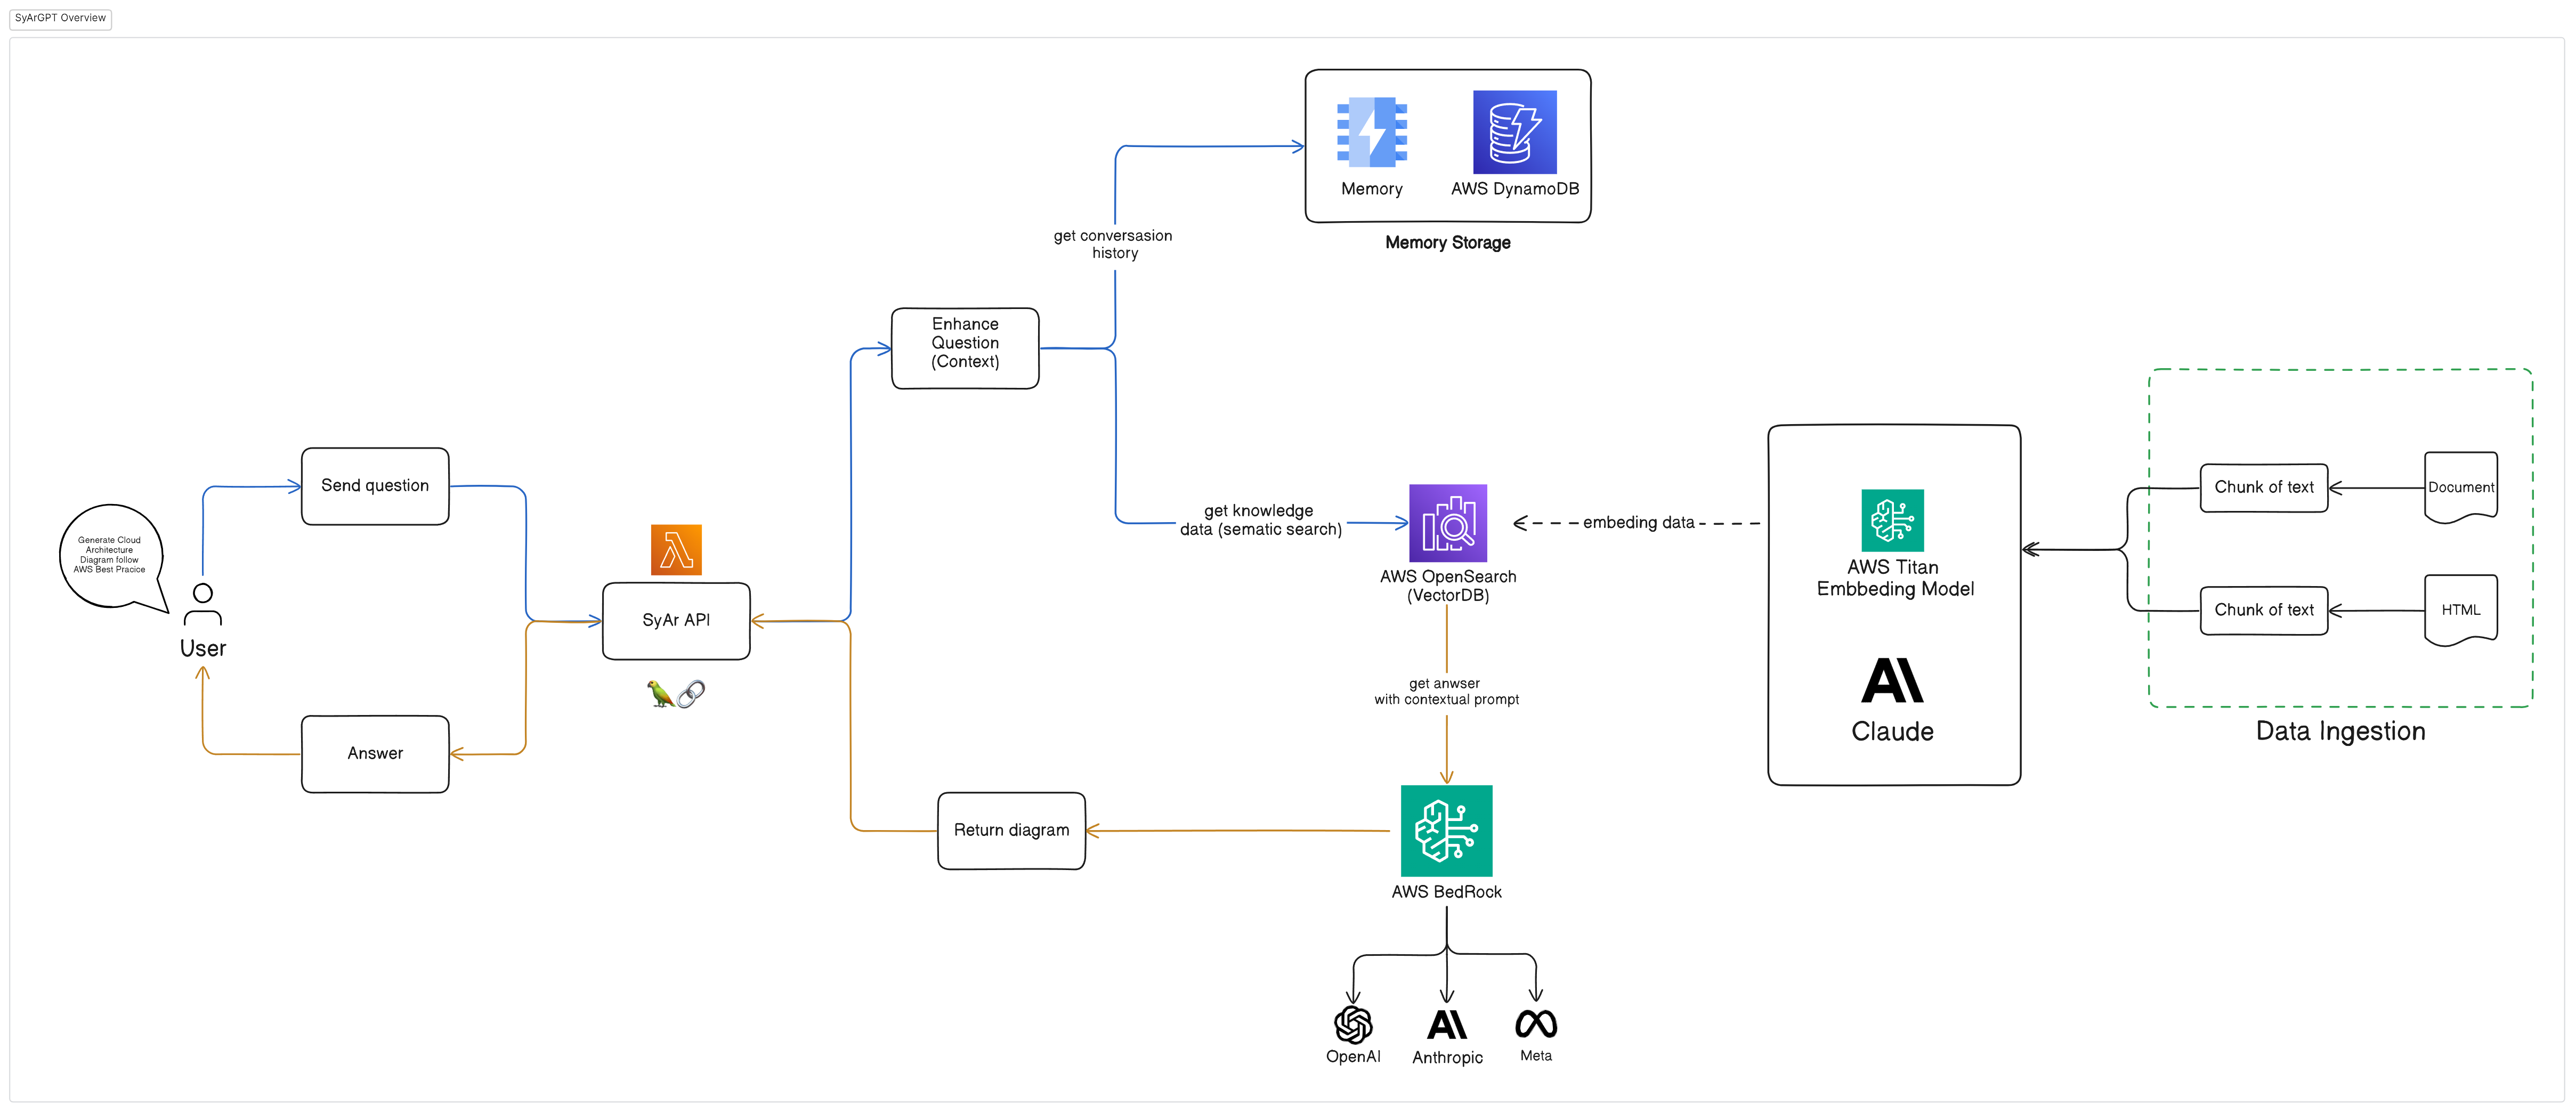 SyArGPT Overview
Memory
AWS DynamoDB
Memory Storage
get conversasion
history
Enhance
Question
(Context)
Send question
Generate Cloud
Architecture
Diagram follow
AWS Best Pracice
User
Answer
SyAr API
get knowledge
data (sematic search)
AWS OpenSearch
(VectorDB)
embeding data
AWS Titan
Embbeding Model
Claude
Chunk of text
Document
Chunk of text
HTML
Data Ingestion
get anwser
with contextual prompt
Return diagram
AWS BedRock
OpenAI
Anthropic
Meta